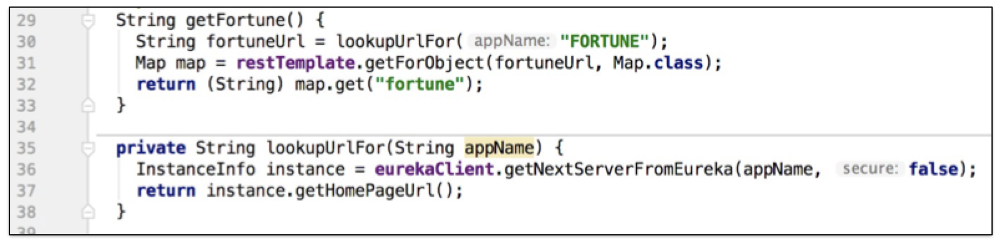 29 String getFortune() {
30 String fortuneUrl = lookupUrlFor( appName: "FORTUNE");
31 Map map = restTemplate.getForObject(fortuneUrl, Map.class);
32 return (String) map.get("fortune");
33 }
34
35 private String lookupUrlFor(String appName) {
36 InstanceInfo instance = eurekaClient.getNextServerFromEureka(appName, secure: false);
37 return instance.getHomePageUrl();
38 }
39